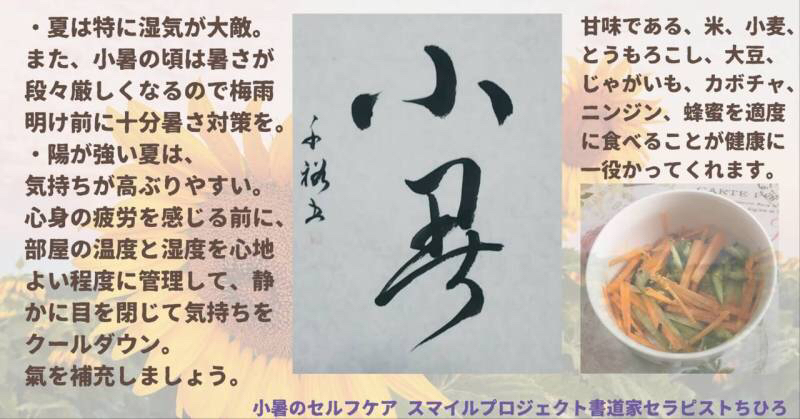 ・夏は特に湿気が大敵。
また、小暑の頃は暑さが
段々厳しくなるので梅雨
明け前に十分暑さ対策を。
・陽が強い夏は、
気持ちが高ぶりやすい。
心身の疲労を感じる前に、
部屋の温度と湿度を心地
よい程度に管理して、静
かに目を閉じて気持ちを
クールダウン。
氣を補充しましょう。
小暑
甘味である、米、小麦、
とうもろこし、大豆、
じゃがいも、カボチャ、
ニンジン、蜂蜜を適度
に食べることが健康に
一役かってくれます。
CARTE
小暑のセルフケア スマイルプロジェクト書道家セラピストちひろ